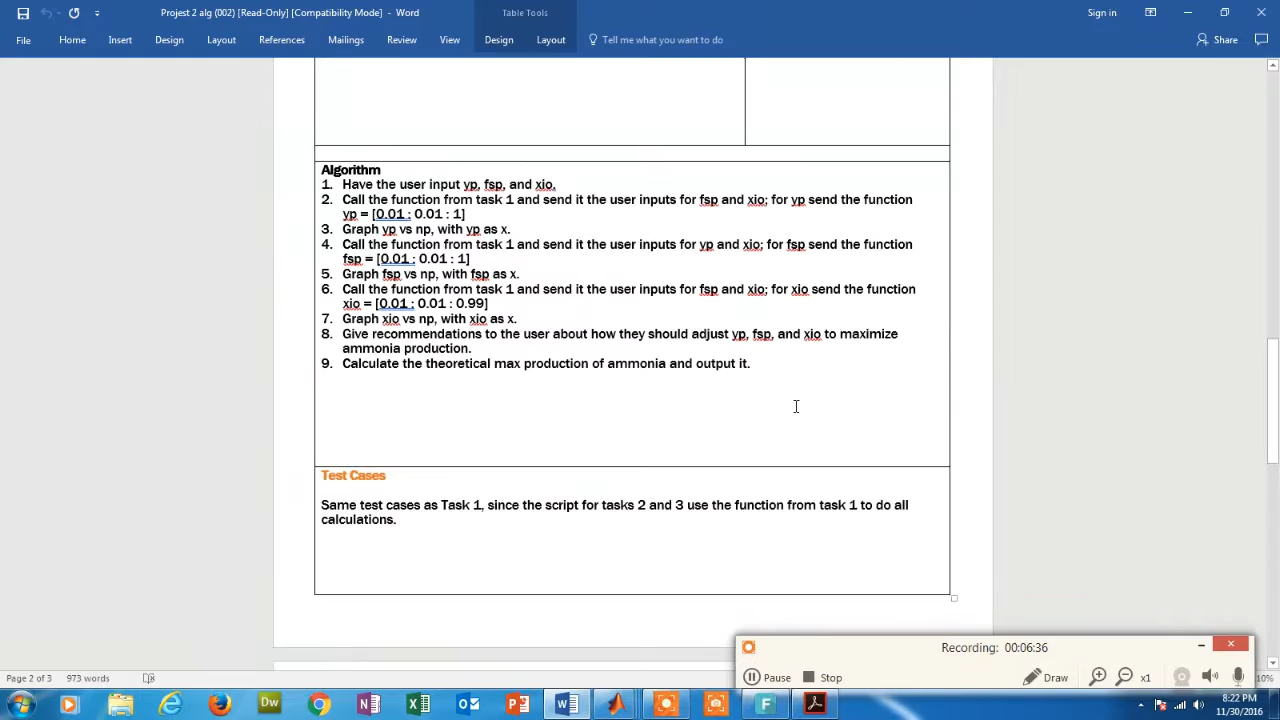 Projest 2 alg (002) [Read-Only] [Compatibility Mode] - Word
Table Tools
Sign in
File Home Insert Design Layout References Mailings Review View Design Layout Tell me what you want to do Share
Algorithm
1. Have the user input yp, fsp, and xio.
2. Call the function from task 1 and send it the user inputs for fsp and xio; for yp send the function
yp = [0.01 : 0.01 : 1]
3. Graph yp vs np, with yp as x.
4. Call the function from task 1 and send it the user inputs for yp and xio; for fsp send the function
fsp = [0.01 : 0.01 : 1]
5. Graph fsp vs np, with fsp as x.
6. Call the function from task 1 and send it the user inputs for fsp and xio; for xio send the function
xio = [0.01 : 0.01 : 0.99]
7. Graph xio vs np, with xio as x.
8. Give recommendations to the user about how they should adjust yp, fsp, and xio to maximize
ammonia production.
9. Calculate the theoretical max production of ammonia and output it.
Test Cases
Same test cases as Task 1, since the script for tasks 2 and 3 use the function from task 1 to do all
calculations.
Recording: 00:06:36
Pause Stop Draw x1
Page 2 of 3 973 words
10%
Dw
8:22 PM
11/30/2016